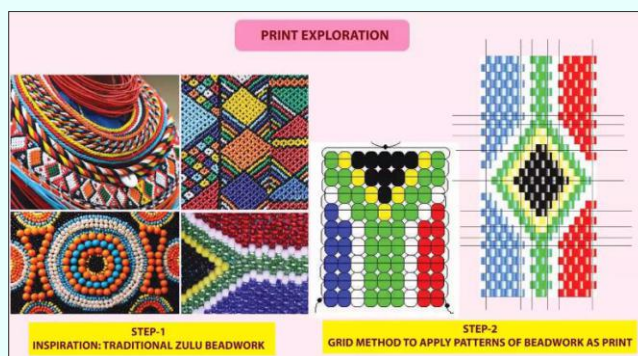 PRINT EXPLORATION
STEP-1
INSPIRATION: TRADITIONAL ZULU BEADWORK
STEP-2
GRID METHOD TO APPLY PATTERNS OF BEADWORK AS PRINT